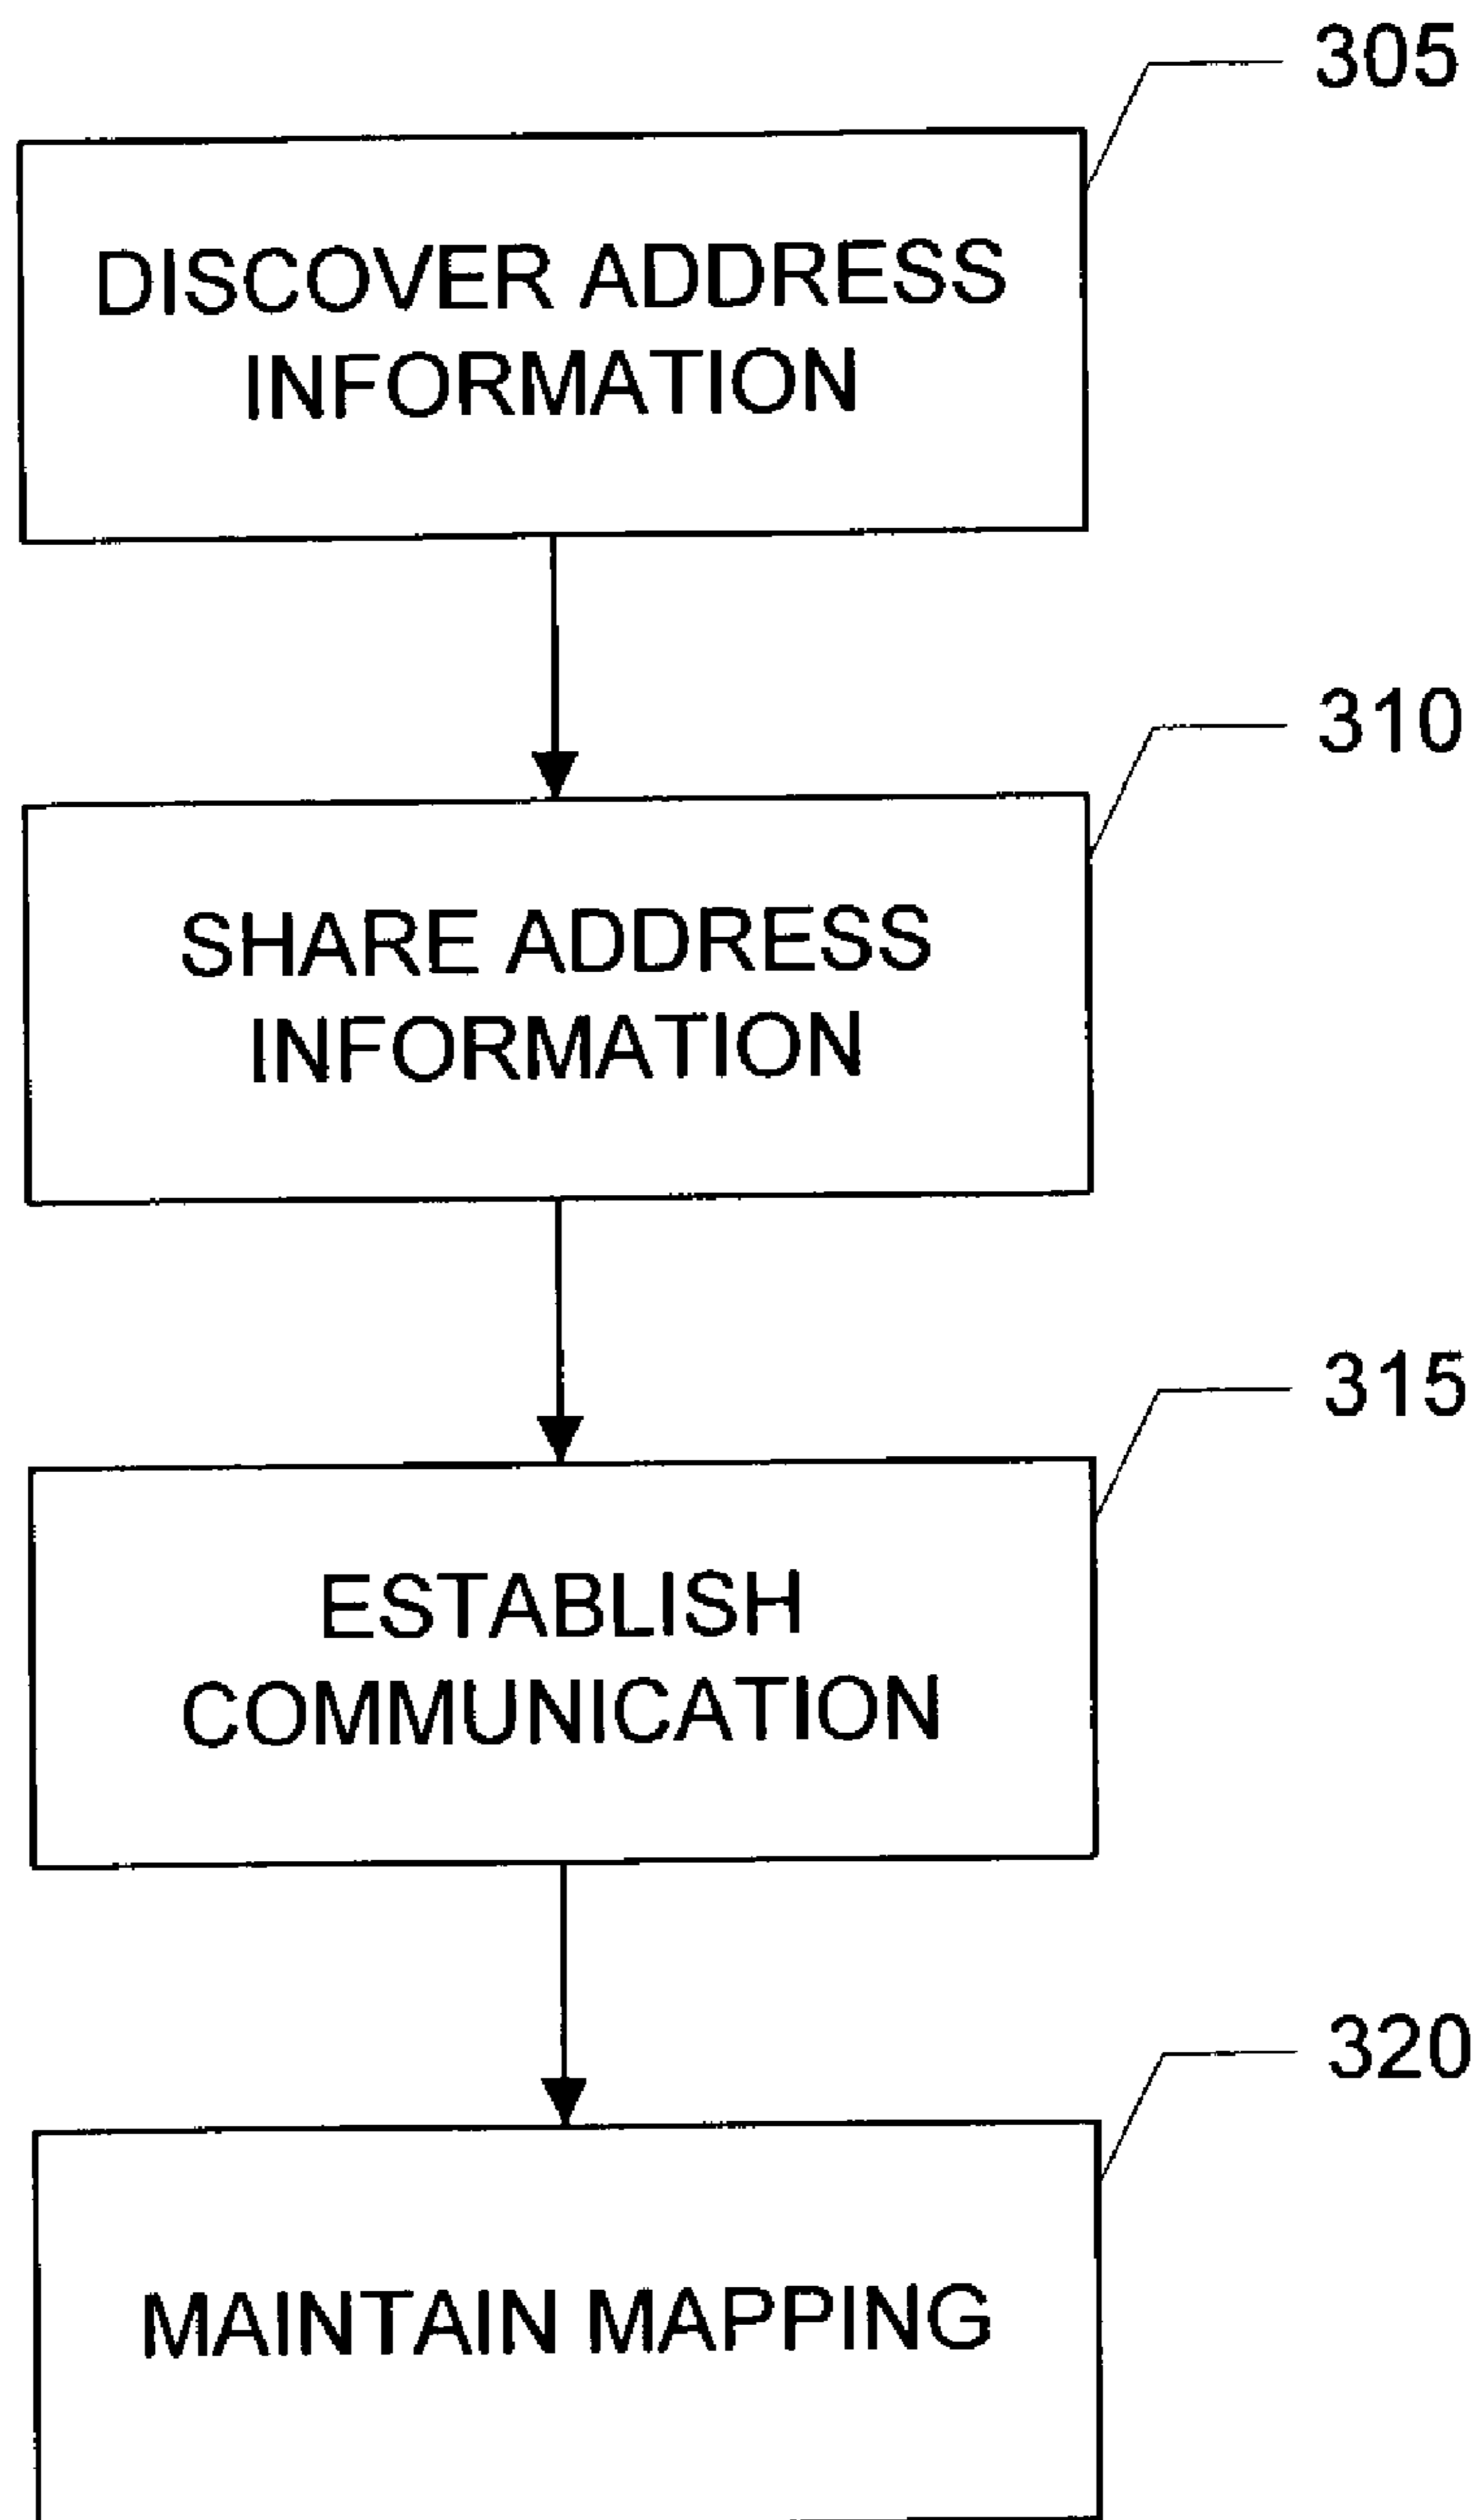 305
DISCOVER ADDRESS
INFORMATION
310
SHARE ADDRESS
INFORMATION
315
ESTABLISH
COMMUNICATION
320
MAINTAIN MAPPING